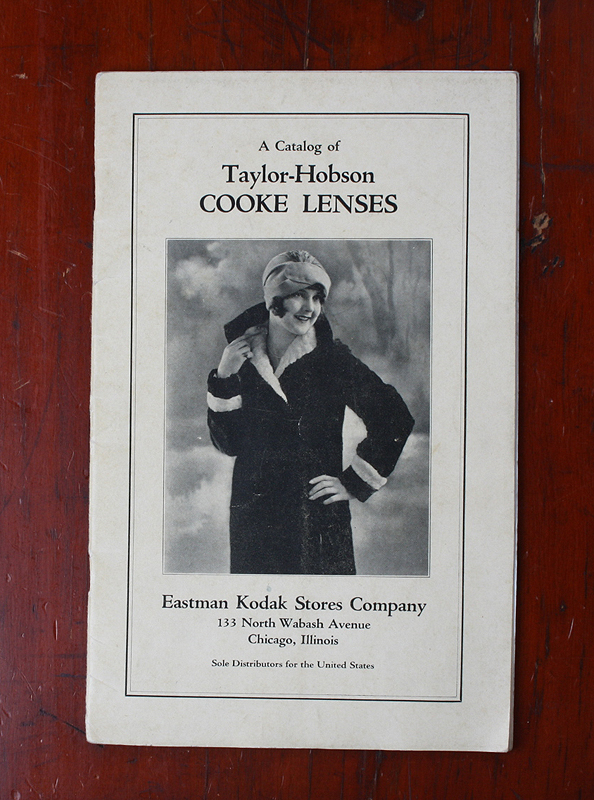 A Catalog of
Taylor-Hobson
COOKE LENSES
Eastman Kodak Stores Company
133 North Wabash Avenue
Chicago, Illinois
Sole Distributors for the United States